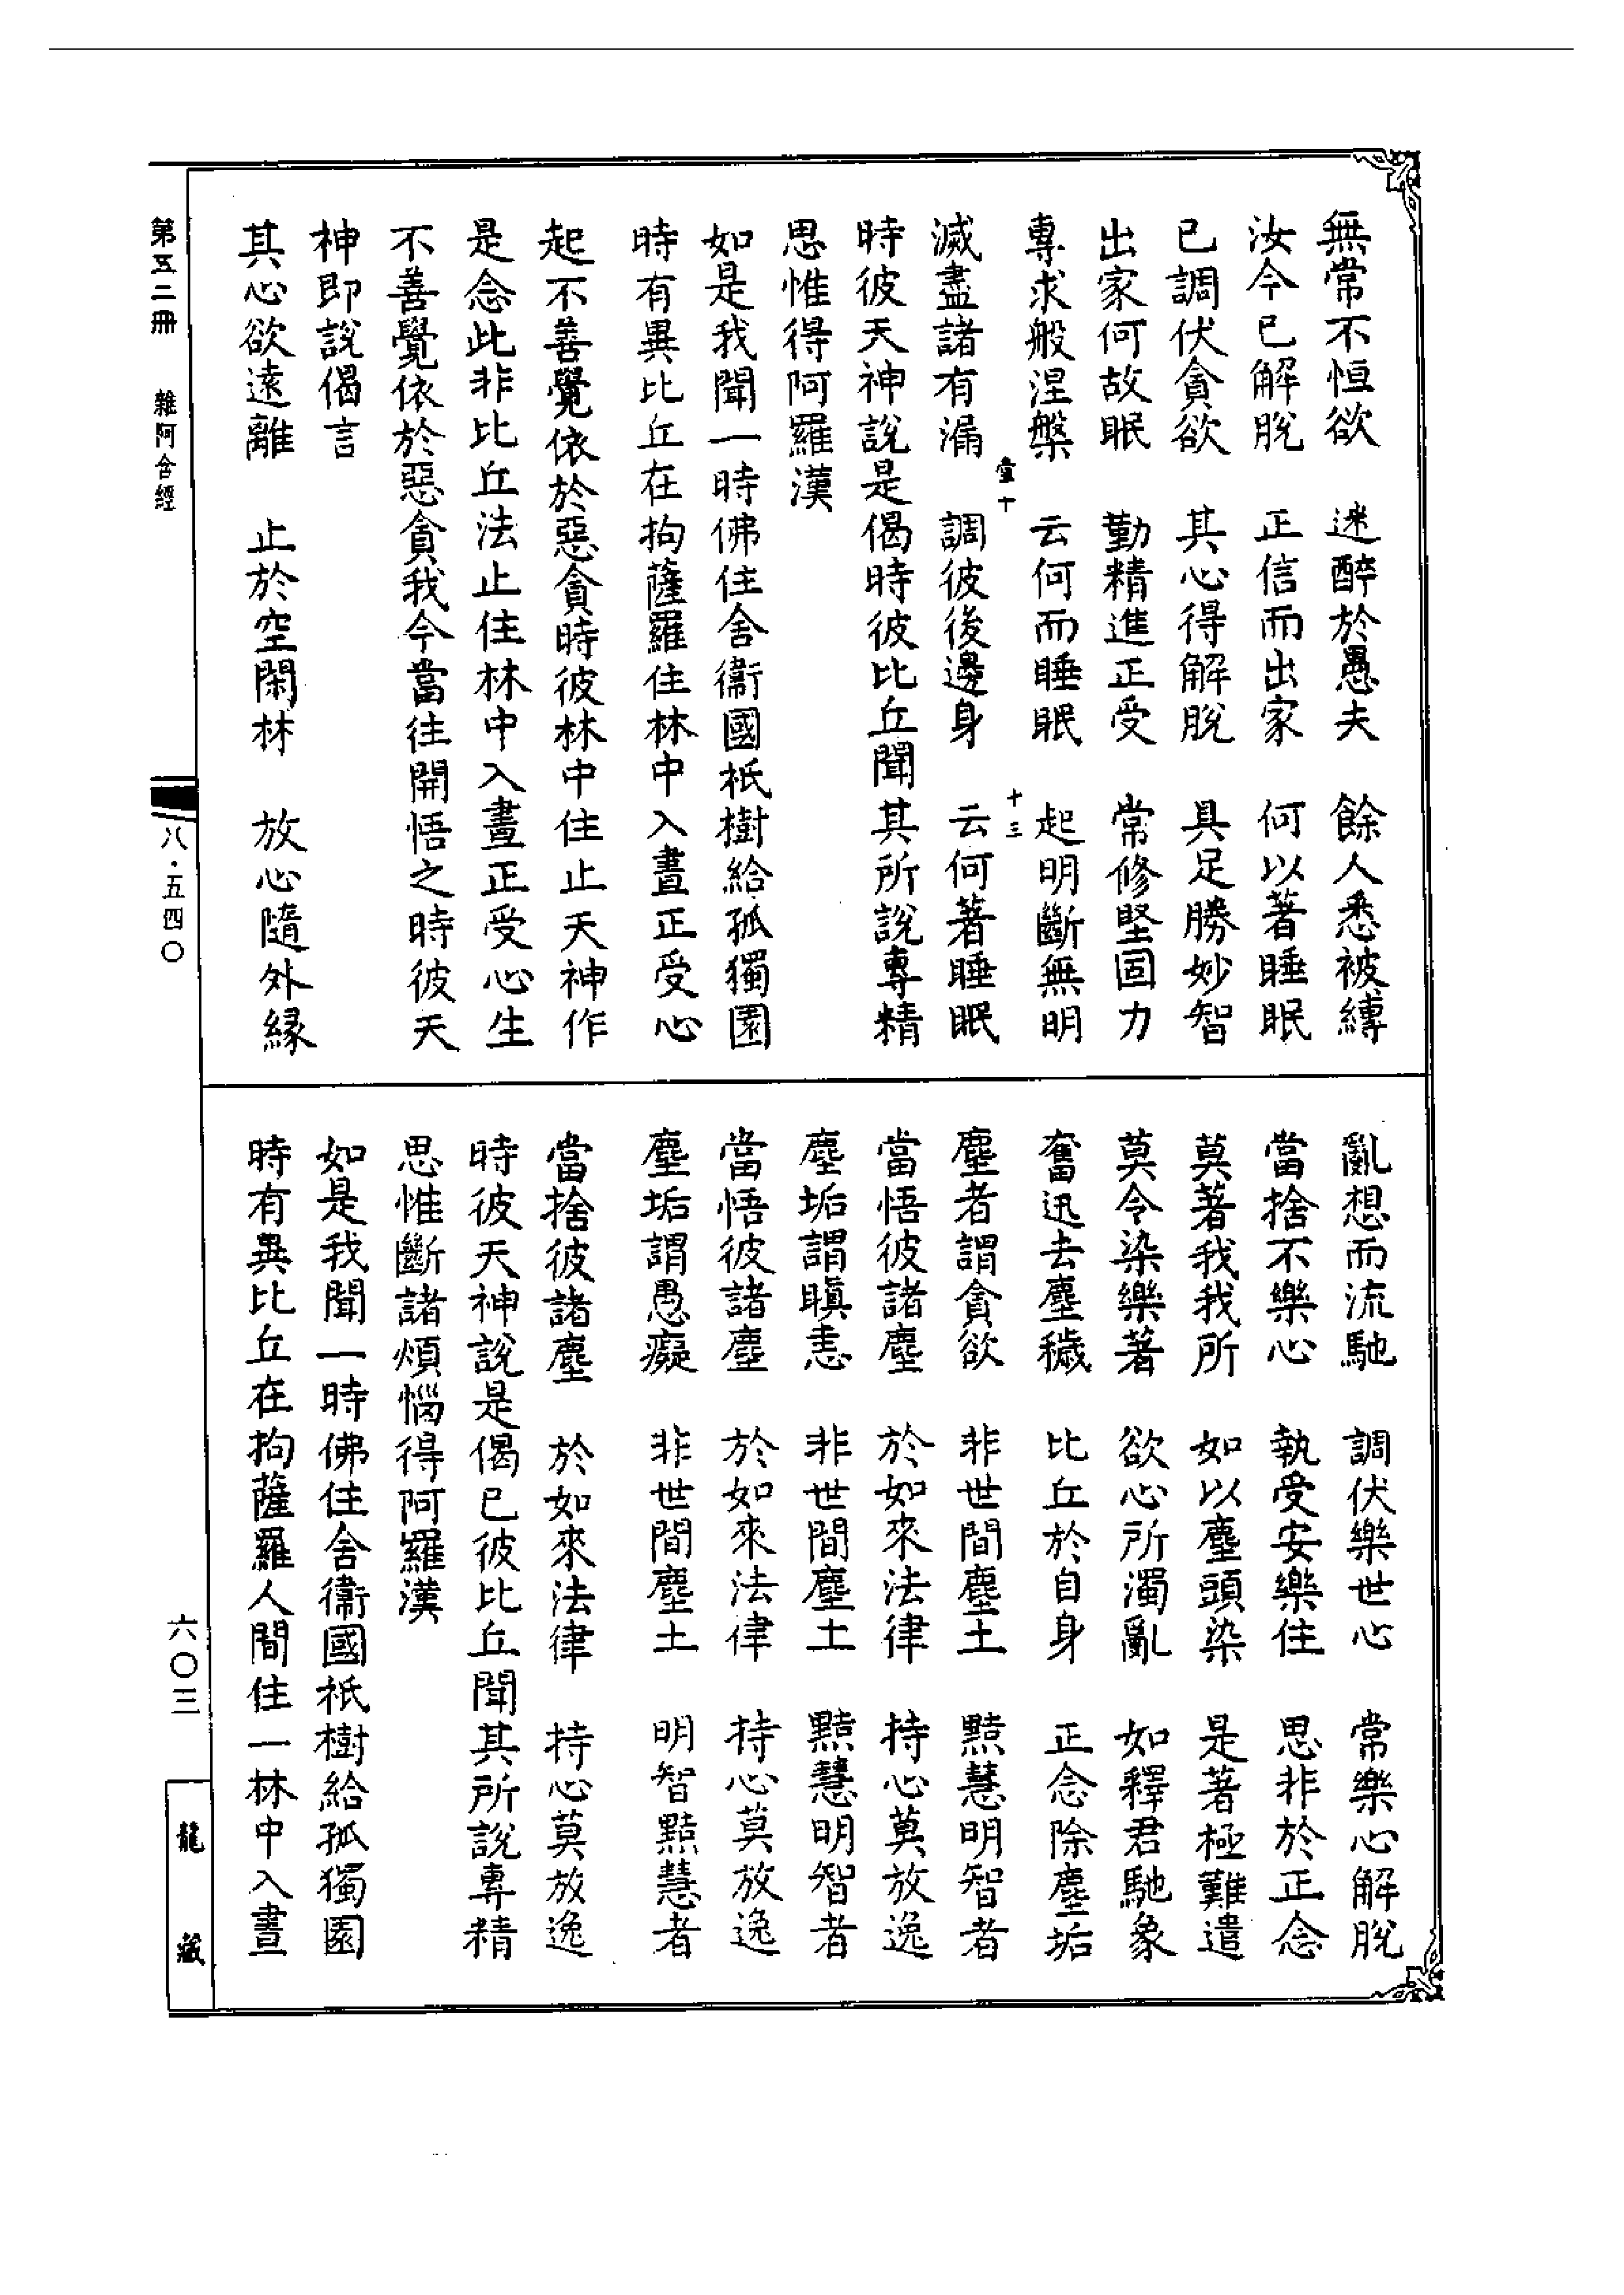 無常不恒欲　迷醉於愚夫　餘人悉被縛
汝今已解脫　正信而出家　何以著睡眠
已調伏貪欲　其心得解脫　具足勝妙智
出家何故眠　勤精進正受　常修堅固力
專求般涅槃　云何而睡眠　起明斷無明
滅盡諸有漏　調彼後邊身　云何著睡眠
時彼天神說是偈時彼比丘聞其所說專精
思惟得阿羅漢
如是我聞一時佛住舍衞國祇樹給孤獨園
時有異比丘在拘薩羅住林中入晝正受心
起不善覺依於惡貪時彼林中住止天神作
是念此非比丘法止住林中入晝正受心生
不善覺依於惡貪我今當往開悟之時彼天
神即說偈言
其心欲遠離　止於空閑林　放心隨外緣
亂想而流馳　調伏樂世心　常樂心解脫
當捨不樂心　執受安樂住　思非於正念
莫著我我所　如以塵頭染　是著極難遣
莫令染樂著　欲心所濁亂　如釋君馳象
奮迅去塵穢　比丘於自身　正念除塵垢
塵者謂貪欲　非世間塵土　黠慧明智者
當悟彼諸塵　於如來法律　持心莫放逸
塵垢謂瞋恚　非世間塵土　黠慧明智者
當悟彼諸塵　於如來法律　持心莫放逸
塵垢謂愚癡　非世間塵土　明智黠慧者
當捨彼諸塵　於如來法律　持心莫放逸
時彼天神說是偈已彼比丘聞其所說專精
思惟斷諸煩惱得阿羅漢
如是我聞一時佛住舍衞國祇樹給孤獨園
時有異比丘在拘薩羅人間住一林中入晝
第五二冊　雜阿含經
八·五四〇
六〇三
龍藏
十三